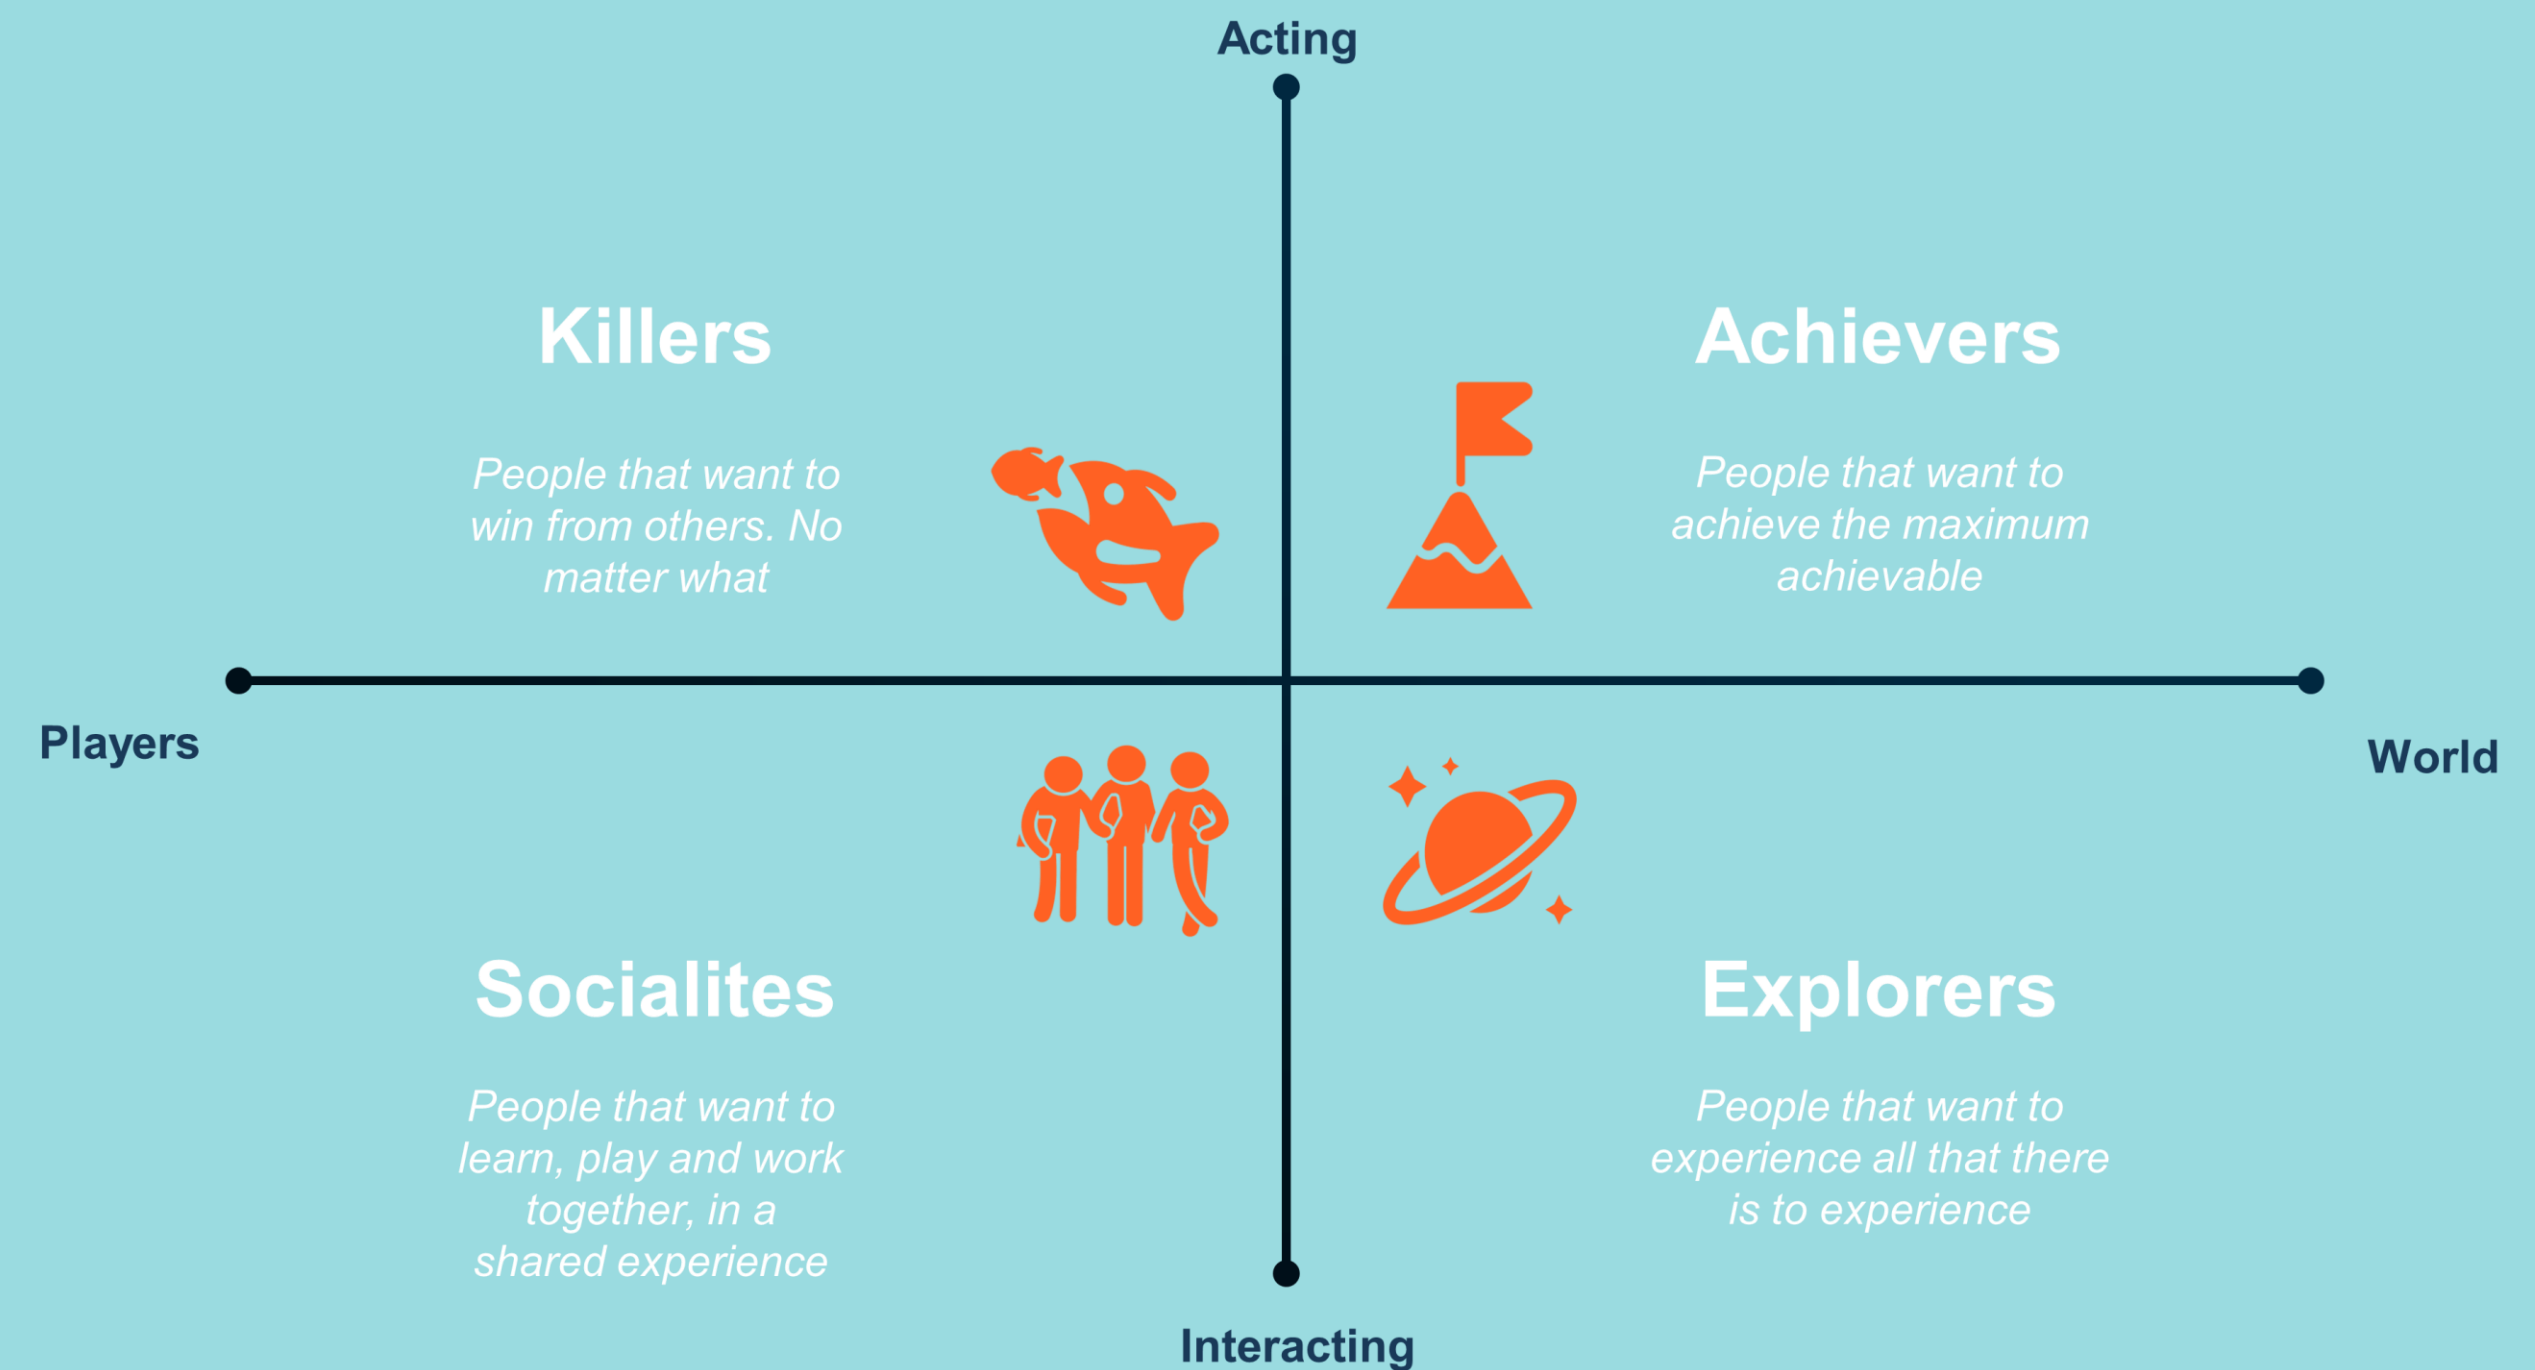 Acting
Killers
People that want to
win from others. No
matter what
Achievers
People that want to
achieve the maximum
achievable
Players
World
Socialites
People that want to
learn, play and work
together, in a
shared experience
Explorers
People that want to
experience all that there
is to experience
Interacting